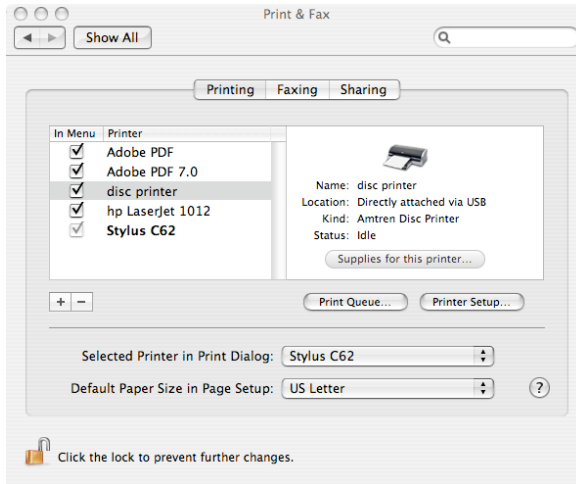 Print & Fax
Show All
Printing Faxing Sharing
In Menu Printer
Adobe PDF
Adobe PDF 7.0
disc printer
hp LaserJet 1012
Stylus C62
Name: disc printer
Location: Directly attached via USB
Kind: Amtren Disc Printer
Status: Idle
Supplies for this printer...
+ −
Print Queue... Printer Setup...
Selected Printer in Print Dialog: Stylus C62
Default Paper Size in Page Setup: US Letter
?
Click the lock to prevent further changes.